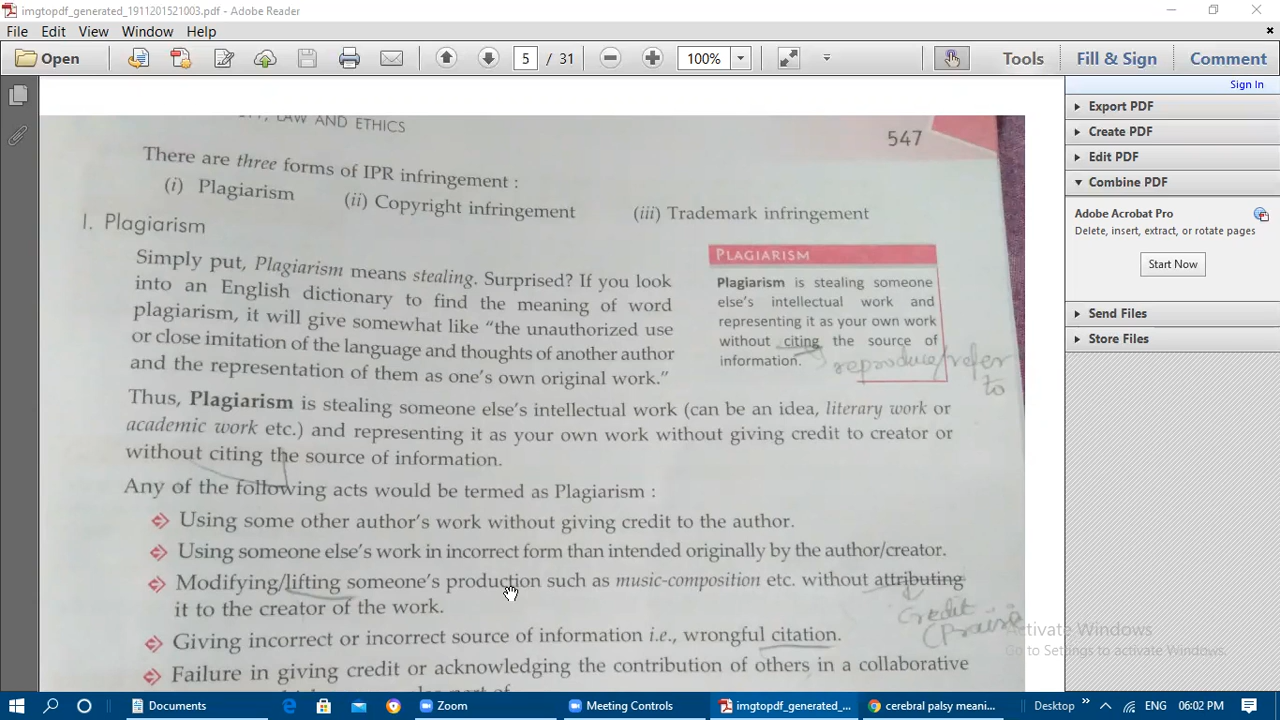 imgtopdf_generated_1911201521003.pdf - Adobe Reader
File Edit View Window Help
Open 5 / 31 100% Tools Fill & Sign Comment
Sign In
Export PDF
Create PDF
Edit PDF
Combine PDF
Adobe Acrobat Pro
Delete, insert, extract, or rotate pages
Start Now
Send Files
Store Files
LAW AND ETHICS
547
There are three forms of IPR infringement :
(i) Plagiarism (ii) Copyright infringement (iii) Trademark infringement
I. Plagiarism
Simply put, Plagiarism means stealing. Surprised? If you look
into an English dictionary to find the meaning of word
plagiarism, it will give somewhat like “the unauthorized use
or close imitation of the language and thoughts of another author
and the representation of them as one’s own original work.”
PLAGIARISM
Plagiarism is stealing someone
else’s intellectual work and
representing it as your own work
without citing the source of
information.
reproduce/refer
to
Thus, Plagiarism is stealing someone else’s intellectual work (can be an idea, literary work or
academic work etc.) and representing it as your own work without giving credit to creator or
without citing the source of information.
Any of the following acts would be termed as Plagiarism :
Using some other author’s work without giving credit to the author.
Using someone else’s work in incorrect form than intended originally by the author/creator.
Modifying/lifting someone’s production such as music-composition etc. without attributing
it to the creator of the work.
Credit
(Praise
Giving incorrect or incorrect source of information i.e., wrongful citation.
Failure in giving credit or acknowledging the contribution of others in a collaborative
part of
Activate Windows
Go to Settings to activate Windows.
Documents Zoom Meeting Controls imgtopdf_generated_... cerebral palsy meani... Desktop » ENG 06:02 PM